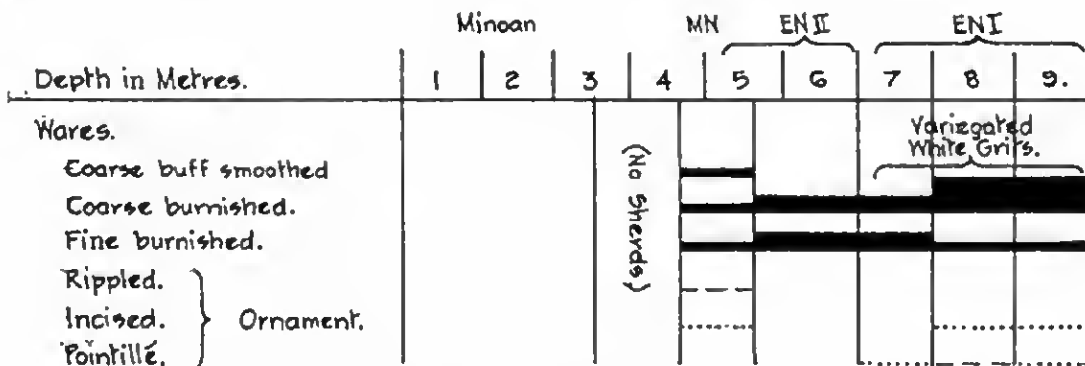 Minoan MN EN II EN I
Depth in Metres. 1 2 3 4 5 6 7 8 9.
Wares.
Variegated
White Grits.
(No Sherds)
Coarse buff smoothed
Coarse burnished.
Fine burnished.
Rippled.
Incised. Ornament.
Pointillé.